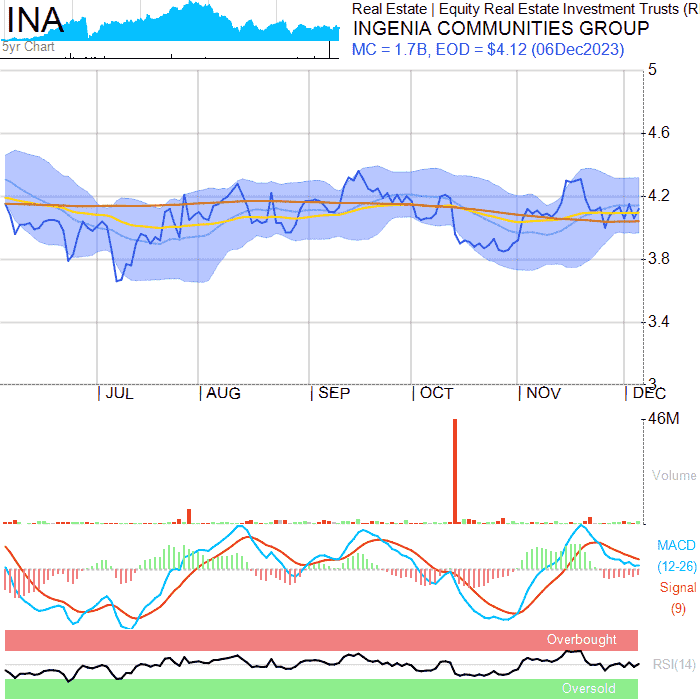 INA
5yr Chart
Real Estate | Equity Real Estate Investment Trusts (R
INGENIA COMMUNITIES GROUP
MC = 1.7B, EOD = $4.12 (06Dec2023)
5
4.6
4.2
3.8
3.4
3
JUL
AUG
SEP
OCT
NOV
DEC
46M
Volume
MACD
(12-26)
Signal
(9)
Overbought
RSI(14)
Oversold